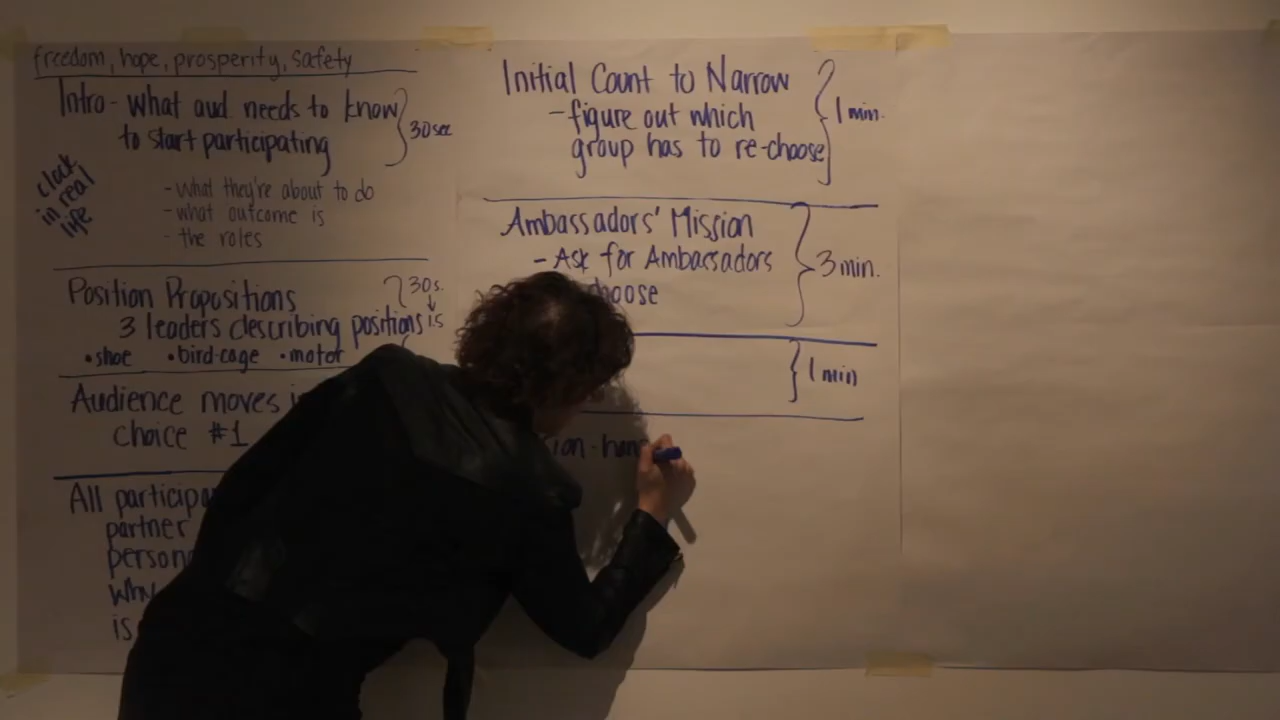 freedom, hope, prosperity, safety
Intro - what aud needs to know
to start participating
30 sec
clock
in real
life
- what they're about to do
- what outcome is
- the roles
Position Propositions
30s.
3 leaders describing positions
is
• shoe • bird-cage • motor
Audience moves
choice #1
All
partner
Why
is
Initial Count to Narrow
- figure out which
group has to re-choose
1 min.
Ambassadors' Mission
- Ask for Ambassadors
3 min.
1 min